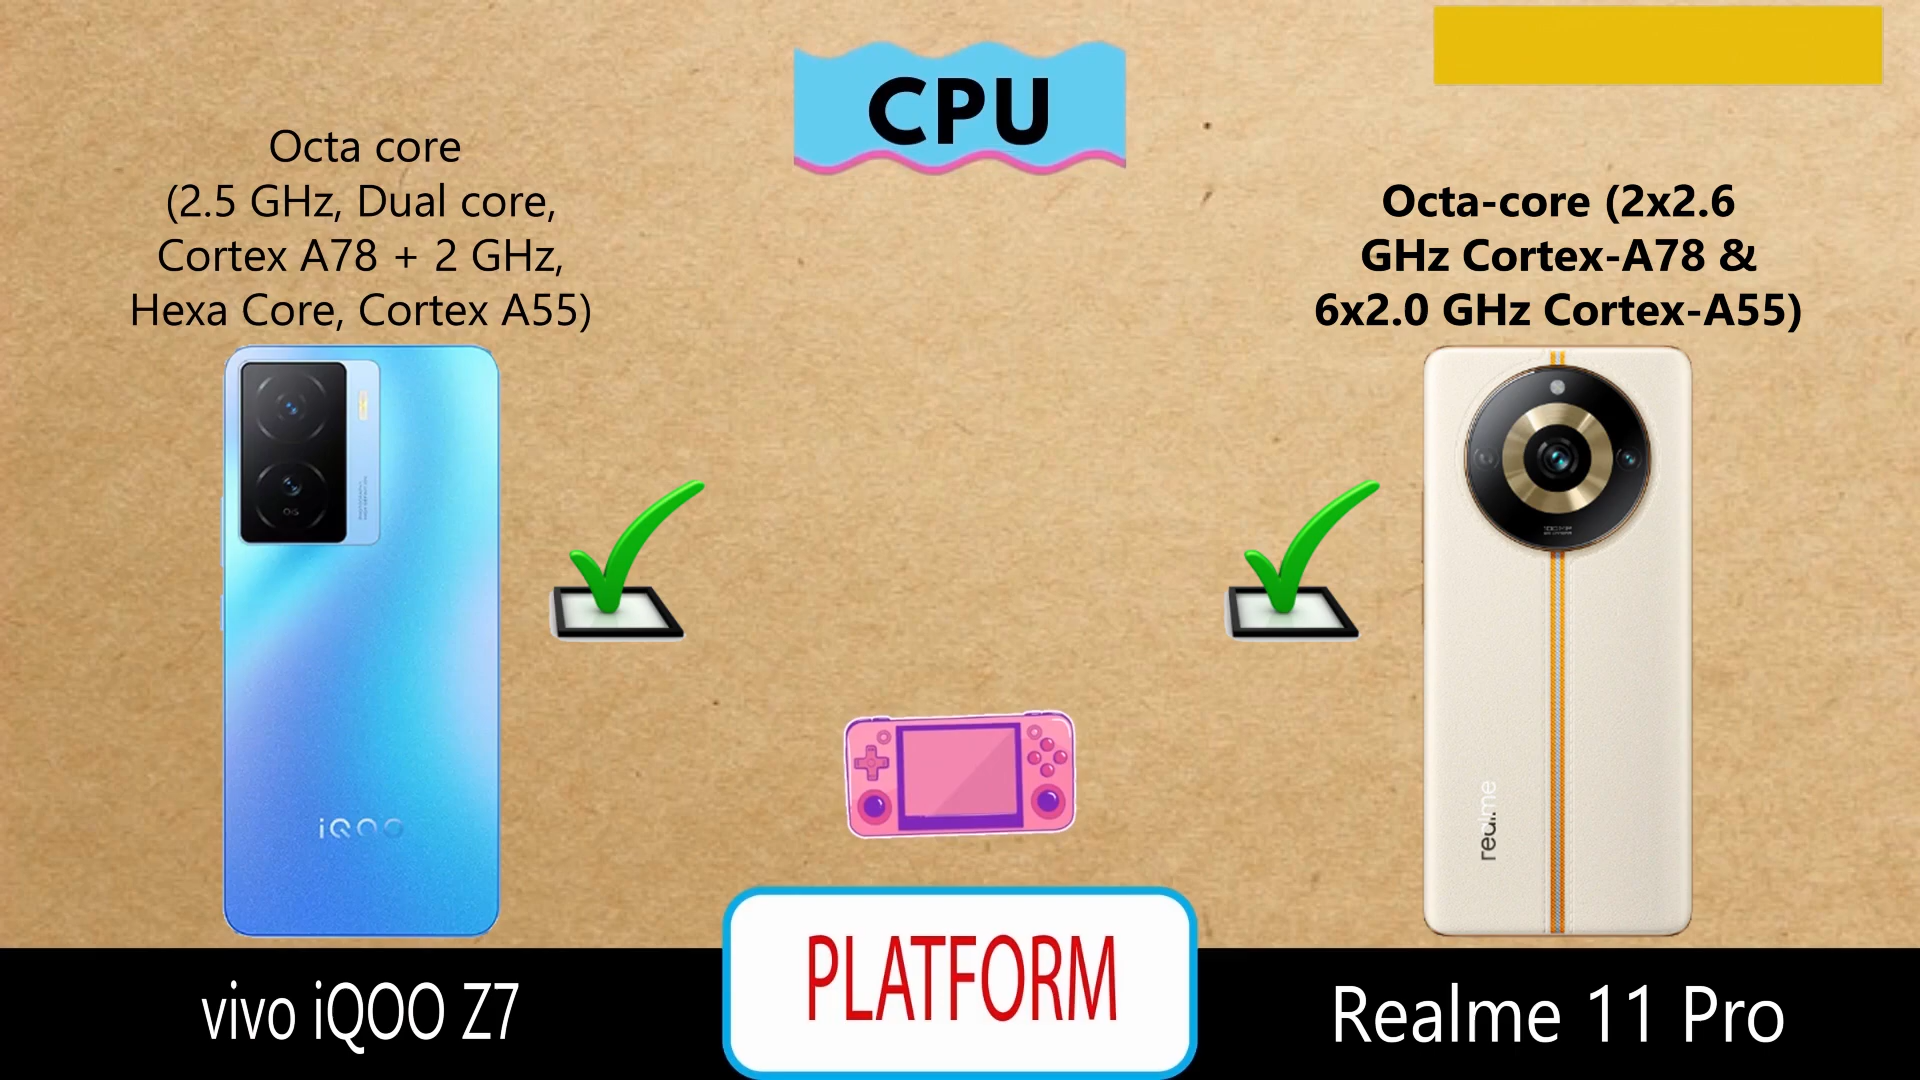 CPU
Octa core
(2.5 GHz, Dual core,
Cortex A78 + 2 GHz,
Hexa Core, Cortex A55)
Octa-core (2x2.6
GHz Cortex-A78 &
6x2.0 GHz Cortex-A55)
iQOO
realme
vivo iQOO Z7
PLATFORM
Realme 11 Pro